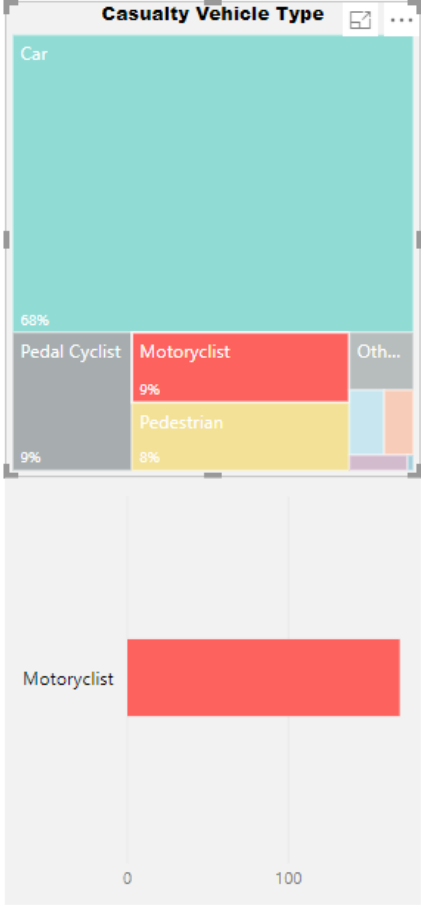 Casualty Vehicle Type
Car
68%
Pedal Cyclist
9%
Motoryclist
9%
Pedestrian
8%
Oth...
Motoryclist
0
100